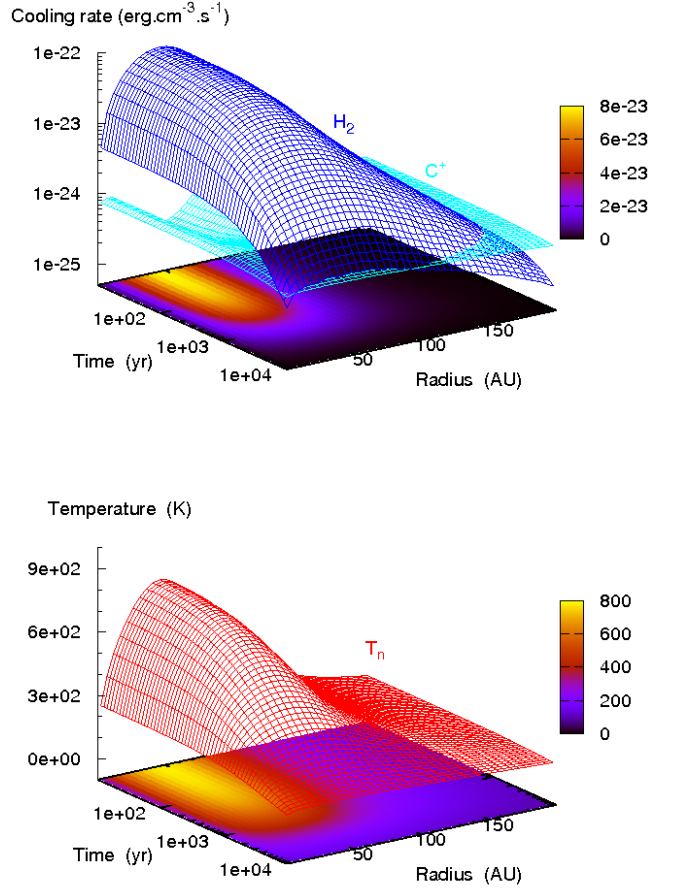 Cooling rate (erg.cm⁻³.s⁻¹)
1e-22
1e-23
1e-24
1e-25
H₂
C⁺
8e-23
6e-23
4e-23
2e-23
0
1e+02
1e+03
1e+04
Time (yr)
50
100
150
Radius (AU)
Temperature (K)
9e+02
6e+02
3e+02
0e+00
Tₙ
800
600
400
200
0
1e+02
1e+03
1e+04
Time (yr)
50
100
150
Radius (AU)